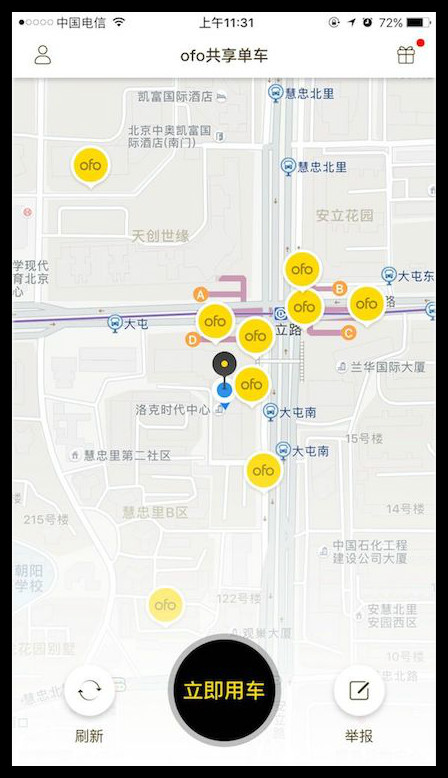 中国电信
上午11:31
72%
ofo共享单车
凯富国际酒店
慧忠北里
北京中奥凯富国
际酒店(南门)
ofo
慧忠北里
安立花园
天创世缘
学现代
育北京
心
ofo
大屯东
A
B
ofo
ofo
路
大屯
ofo
立路
D
ofo
C
兰华国际大厦
ofo
洛克时代中心
大屯南
15号楼
大屯南
慧忠里第二社区
ofo
215号楼
慧忠里B区
14号楼
中国石化工程
建设公司大厦
朝阳
学校
122号楼
ofo
慧忠北里
安园西区
观巢大厦
花园别墅
10号楼
慧忠北路
立即用车
刷新
举报